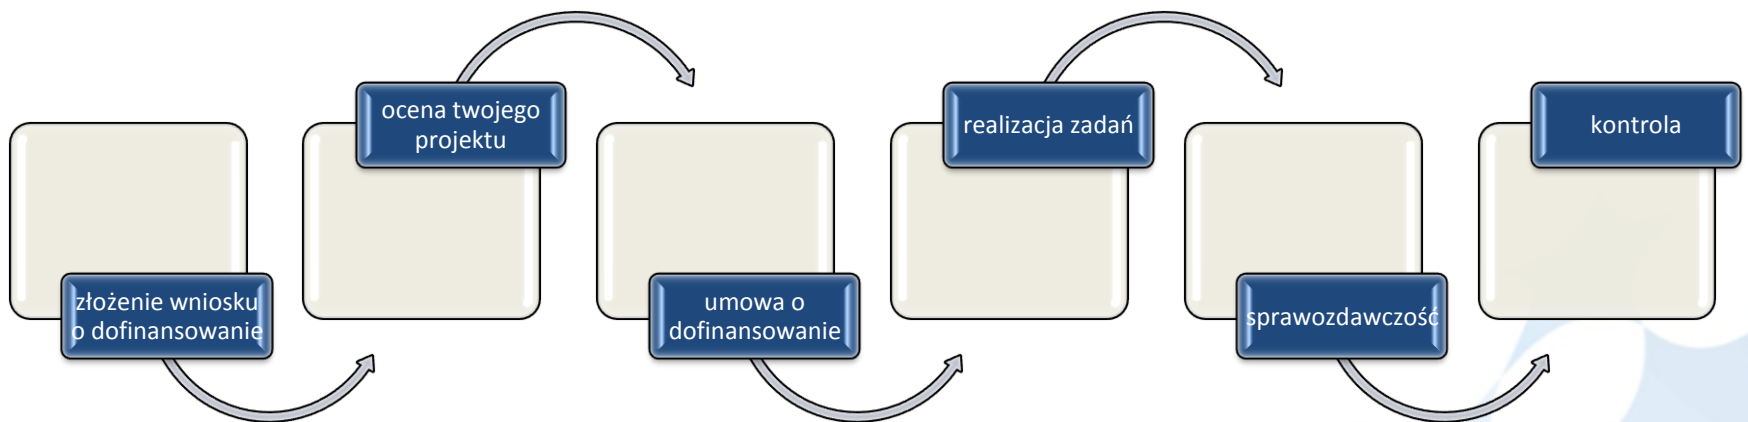 złożenie wniosku
o dofinansowanie
ocena twojego
projektu
umowa o
dofinansowanie
realizacja zadań
sprawozdawczość
kontrola